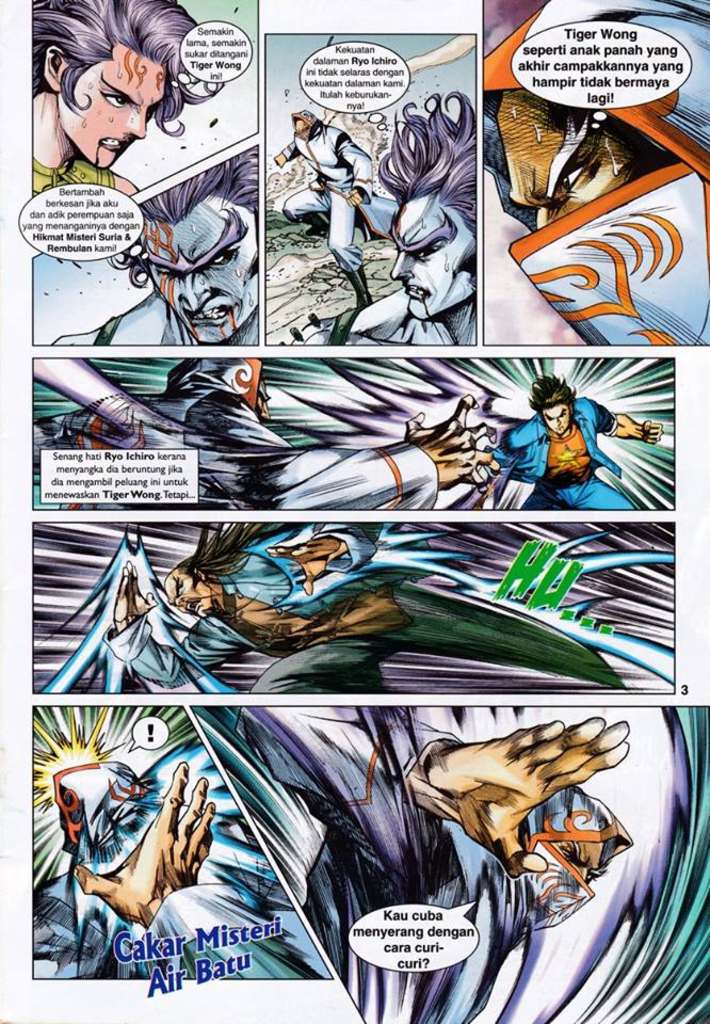 Semakin
lama, semakin
sukar ditangani
Tiger Wong
ini!
Bertambah
berkesan jika saya
dan adik perempuan saya
yang menanganinya dengan
Hikmat Misteri Suria &
Rembulan kami!
Kekuatan
dalaman Ryo Ichiro
ini tidak selaras dengan
kekuatan dalaman kami.
Itulah keburukan-
nya!
Tiger Wong
seperti anak panah yang
akhir campakkannya yang
hampir tidak bermaya
lagi!
Senang hati Ryo Ichiro kerana
menyangka dia beruntung jika
dia mengambil peluang ini untuk
menewaskan Tiger Wong. Tetapi...
HU...
3
!
Cakar Misteri
Air Batu
Kau cuba
menyerang dengan
cara curi-
curi?